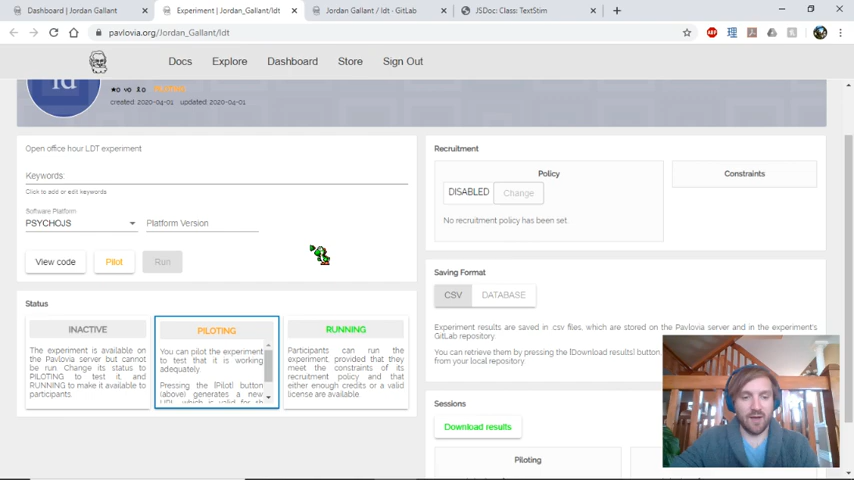 Dashboard | Jordan_Gallant
Experiment | Jordan_Gallant/ldt
Jordan Gallant / ldt · GitLab
JSDoc: Class: TextStim
pavlovia.org/Jordan_Gallant/ldt
Docs
Explore
Dashboard
Store
Sign Out
created: 2020-04-01 updated: 2020-04-01
Open office hour LDT experiment
Keywords:
Click to add or edit keywords
Software Platform
PSYCHOJS
Platform Version
View code
Pilot
Run
Status
INACTIVE
The experiment is available on
the Pavlovia server but cannot
be run. Change its status to
PILOTING to test it, and
RUNNING to make it available to
participants.
PILOTING
You can pilot the experiment
to test that it is working
adequately.
Pressing the [Pilot] button
(above) generates a new
URL, which is valid for an
RUNNING
Participants can run the
experiment, provided that they
meet the constraints of its
recruitment policy and that
either enough credits or a valid
license are available.
Recruitment
Policy
DISABLED
Change
No recruitment policy has been set.
Constraints
Saving Format
CSV
DATABASE
Experiment results are saved in .csv files, which are stored on the Pavlovia server and in the experiment's
GitLab repository.
You can retrieve them by pressing the [Download results] button,
from your local repository.
Sessions
Download results
Piloting